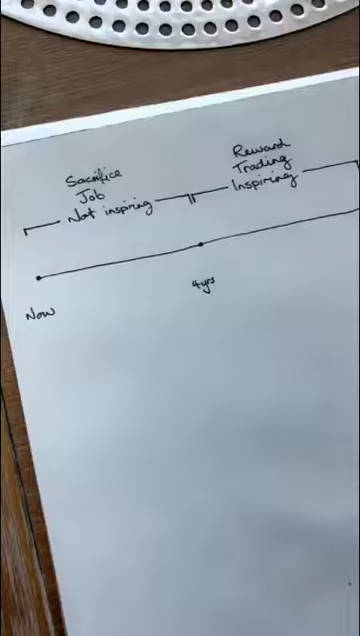 Sacrifice
Job
Not inspiring
Reward
Trading
Inspiring
Now
4yrs